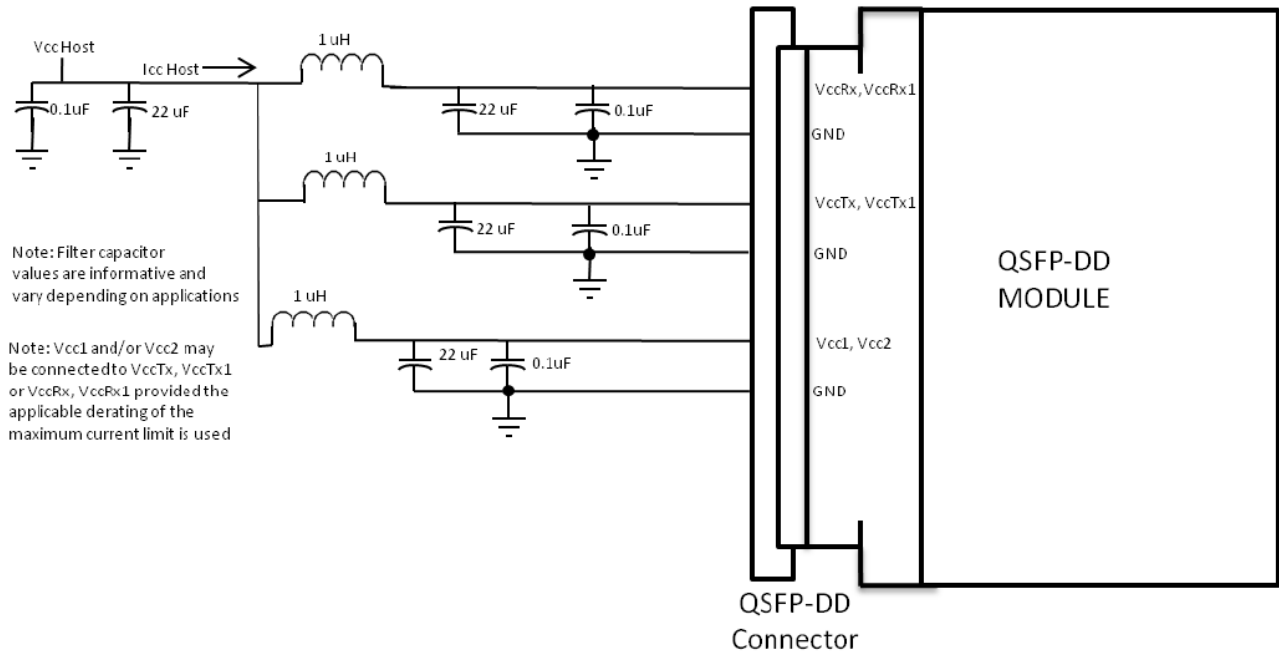 Vcc Host
Icc Host
0.1uF
22 uF
1 uH
22 uF
0.1uF
VccRx, VccRx1
GND
1 uH
22 uF
0.1uF
VccTx, VccTx1
GND
1 uH
22 uF
0.1uF
Vcc1, Vcc2
GND
Note: Filter capacitor
values are informative and
vary depending on applications
Note: Vcc1 and/or Vcc2 may
be connected to VccTx, VccTx1
or VccRx, VccRx1 provided the
applicable derating of the
maximum current limit is used
QSFP-DD
MODULE
QSFP-DD
Connector